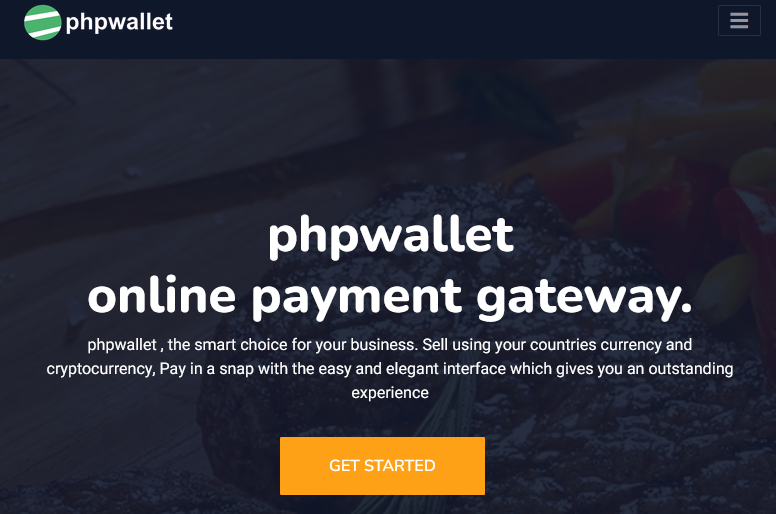 phpwallet
phpwallet
online payment gateway.
phpwallet , the smart choice for your business. Sell using your countries currency and
cryptocurrency, Pay in a snap with the easy and elegant interface which gives you an outstanding
experience
GET STARTED